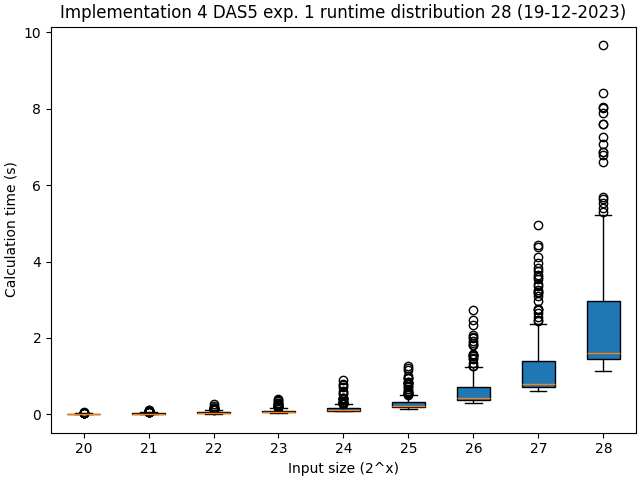 Implementation 4 DAS5 exp. 1 runtime distribution 28 (19-12-2023)
10
8
6
4
2
0
Calculation time (s)
20 21 22 23 24 25 26 27 28
Input size (2^x)